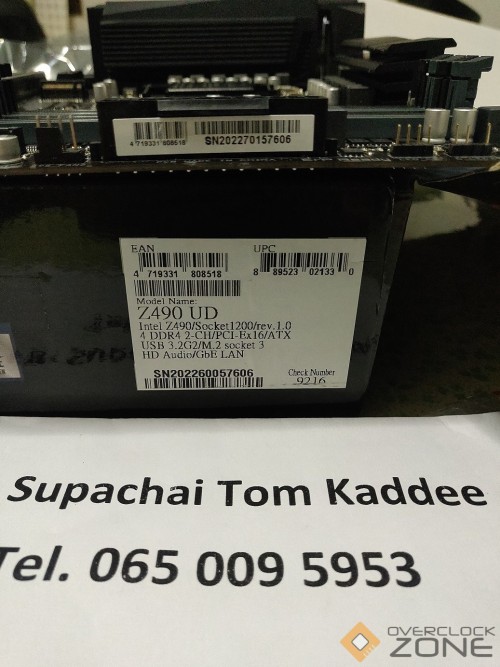 4 719331 808518
SN202270157606
EAN
UPC
4 719331 808518
8 89523 02133 0
Model Name:
Z490 UD
Intel Z490/Socket1200/rev.1.0
4 DDR4 2-CH/PCI-Ex16/ATX
USB 3.2G2/M.2 socket 3
HD Audio/GbE LAN
SN202260057606
Check Number
9216
Supachai Tom Kaddee
Tel. 065 009 5953
OVERCLOCK
ZONE